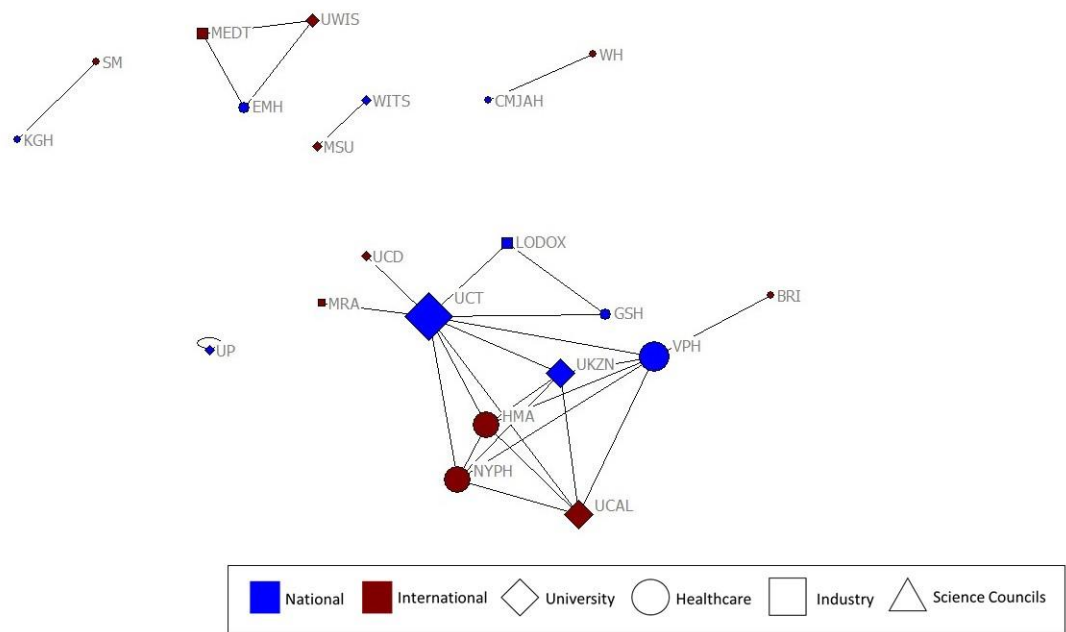 UWIS
MEDT
WH
SM
WITS
CMJAH
EMH
KGH
MSU
LODOX
UCD
BRI
UCT
MRA
GSH
VPH
UP
UKZN
HMA
NYPH
UCAL
National
International
University
Healthcare
Industry
Science Councils